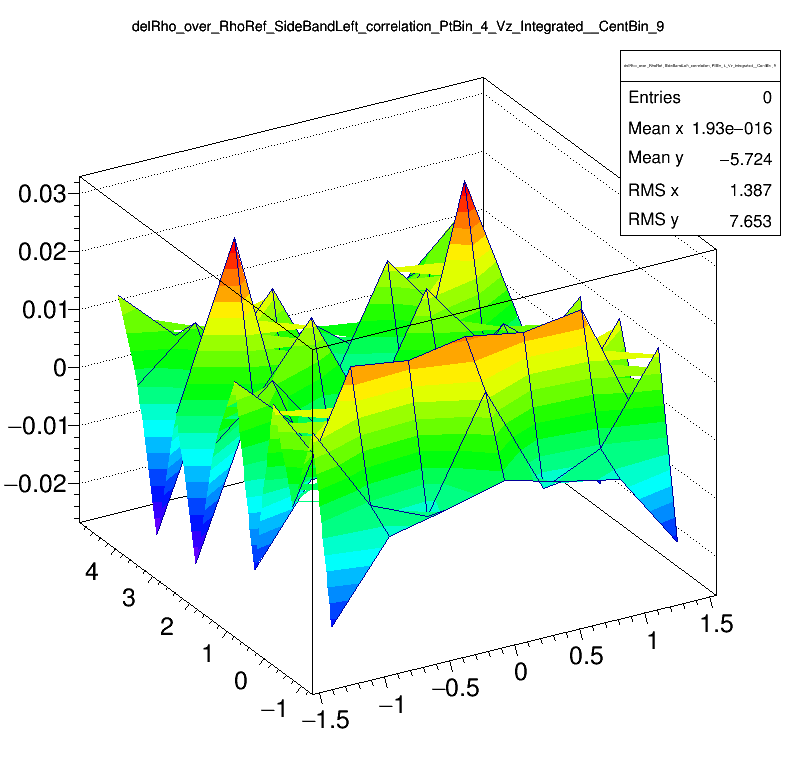 delRho_over_RhoRef_SideBandLeft_correlation_PtBin_4_Vz_Integrated__CentBin_9
delRho_over_RhoRef_SideBandLeft_correlation_PtBin_4_Vz_Integrated__CentBin_9
Entries 0
Mean x 1.93e−016
Mean y −5.724
RMS x 1.387
RMS y 7.653
0.03
0.02
0.01
0
−0.01
−0.02
4
3
2
1
0
−1
−1.5
−1
−0.5
0
0.5
1
1.5